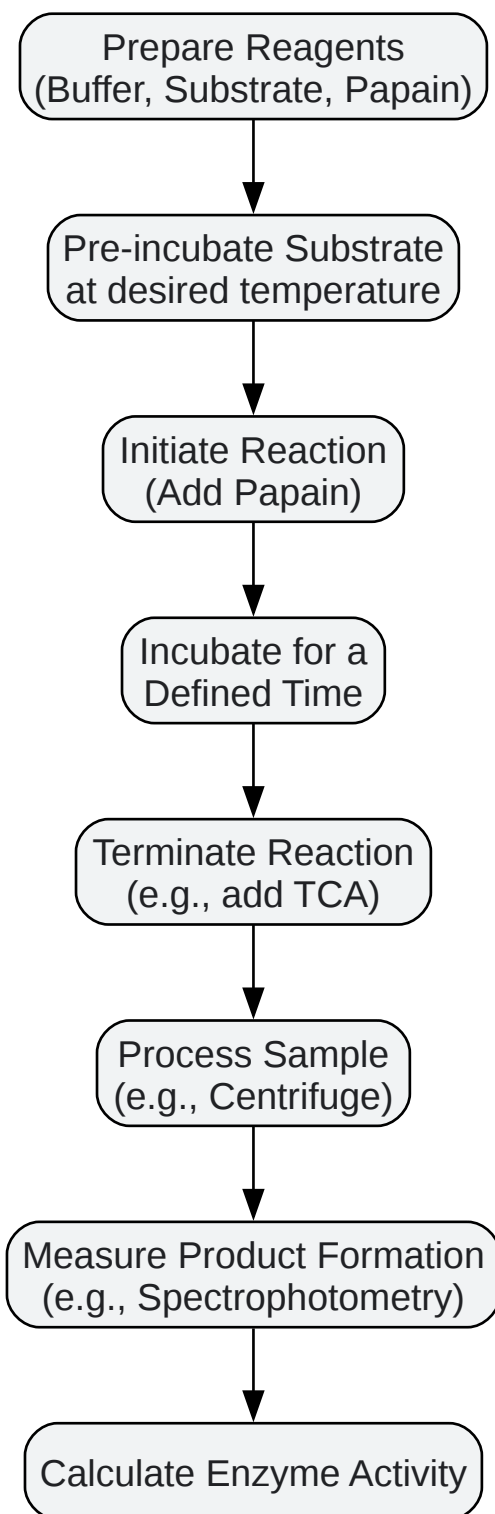 Prepare Reagents
(Buffer, Substrate, Papain)
Pre-incubate Substrate
at desired temperature
Initiate Reaction
(Add Papain)
Incubate for a
Defined Time
Terminate Reaction
(e.g., add TCA)
Process Sample
(e.g., Centrifuge)
Measure Product Formation
(e.g., Spectrophotometry)
Calculate Enzyme Activity